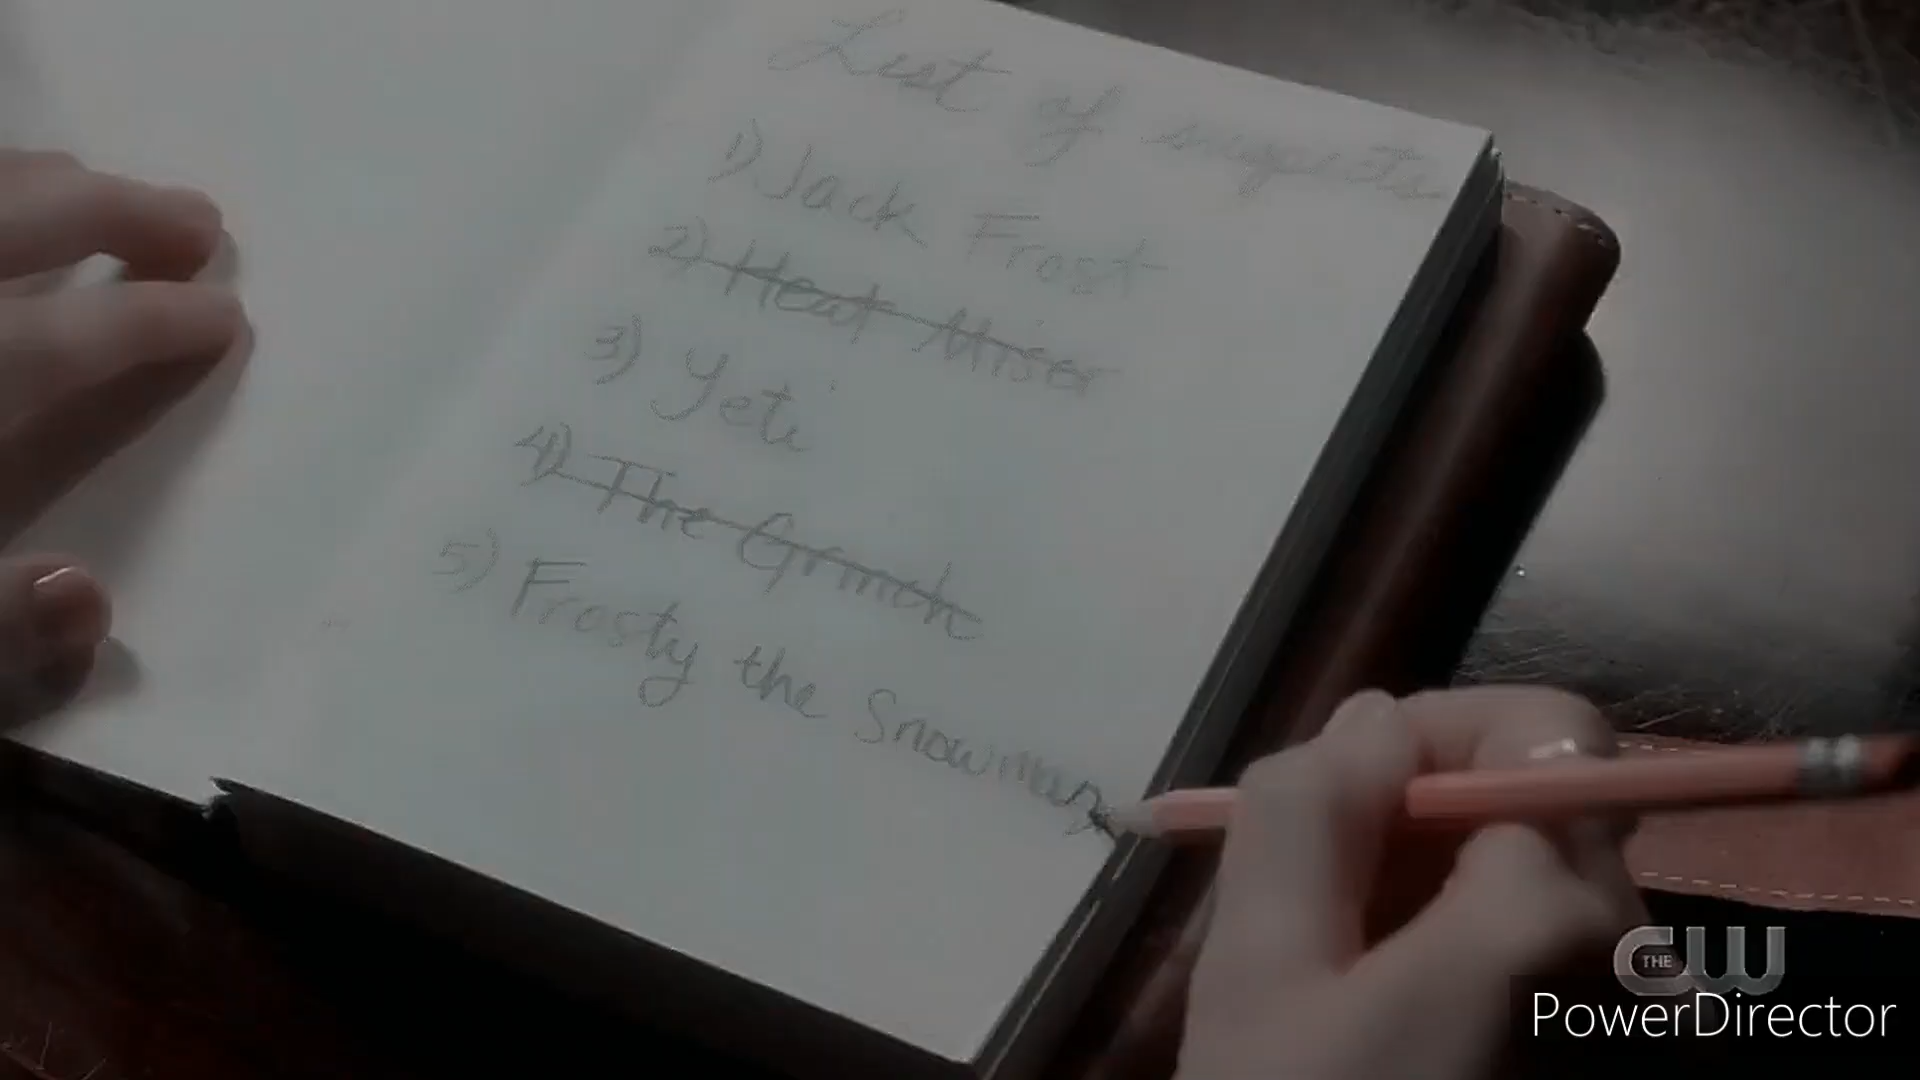 List of suspects
1) Jack Frost
2) Heat Miser
3) Yeti
4) The Grinch
5) Frosty the Snowman
THE CW
PowerDirector